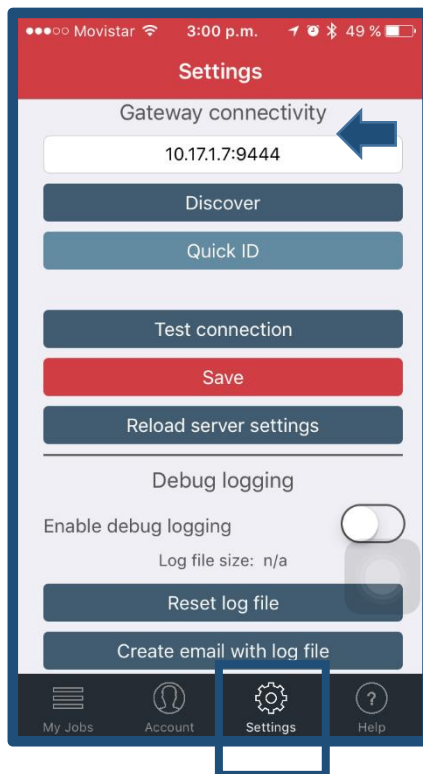 Movistar 3:00 p.m. 49 %
Settings
Gateway connectivity
10.17.1.7:9444
Discover
Quick ID
Test connection
Save
Reload server settings
Debug logging
Enable debug logging
Log file size: n/a
Reset log file
Create email with log file
My Jobs Account Settings ? Help